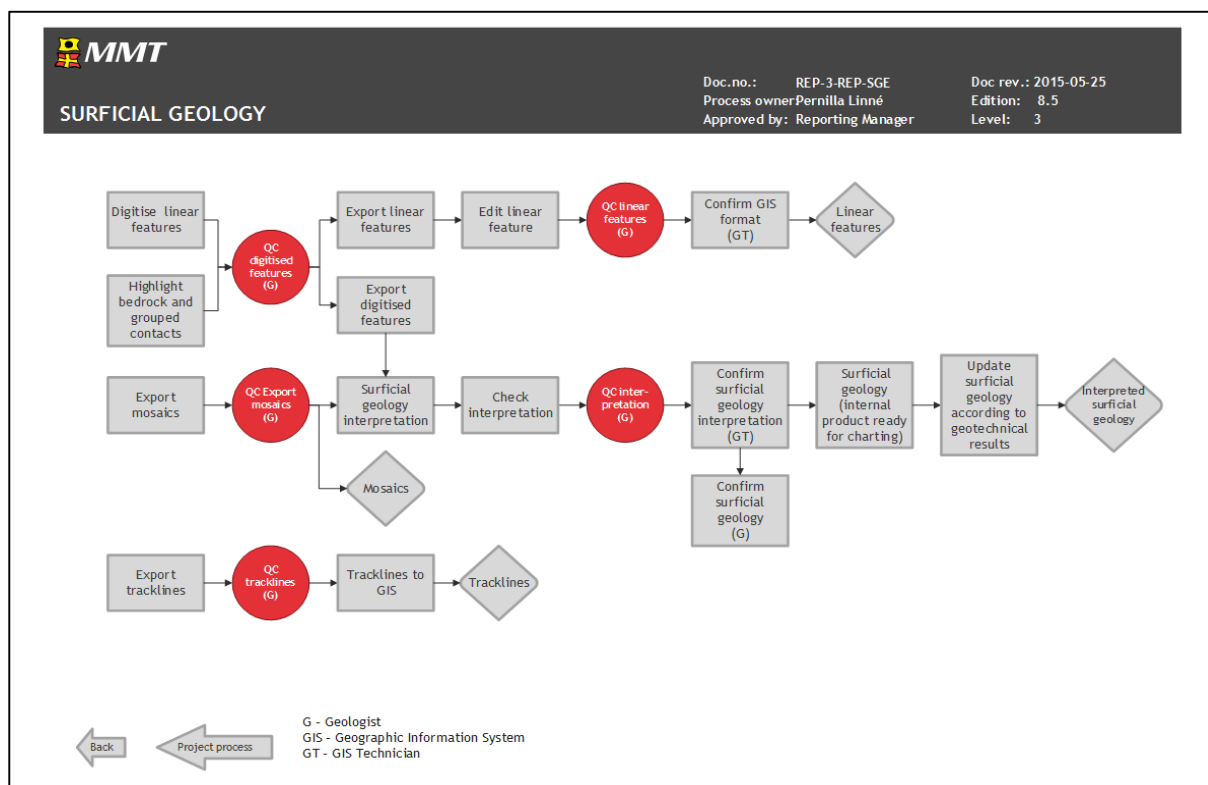 MMT
SURFICIAL GEOLOGY
Doc.no.: REP-3-REP-SGE
Process owner Pernilla Linné
Approved by: Reporting Manager
Doc rev.: 2015-05-25
Edition: 8.5
Level: 3
Digitise linear
features
Highlight
bedrock and
grouped
contacts
QC
digitised
features
(G)
Export linear
features
Edit linear
feature
QC linear
features
(G)
Confirm GIS
format
(GT)
Linear
features
Export
digitised
features
Export
mosaics
QC Export
mosaics
(G)
Surficial
geology
interpretation
Check
interpretation
QC inter-
pretation
(G)
Confirm
surficial
geology
interpretation
(GT)
Surficial
geology
(internal
product ready
for charting)
Update
surficial
geology
according to
geotechnical
results
Interpreted
surficial
geology
Mosaics
Confirm
surficial
geology
(G)
Export
tracklines
QC
tracklines
(G)
Tracklines to
GIS
Tracklines
Back
Project process
G - Geologist
GIS - Geographic Information System
GT - GIS Technician